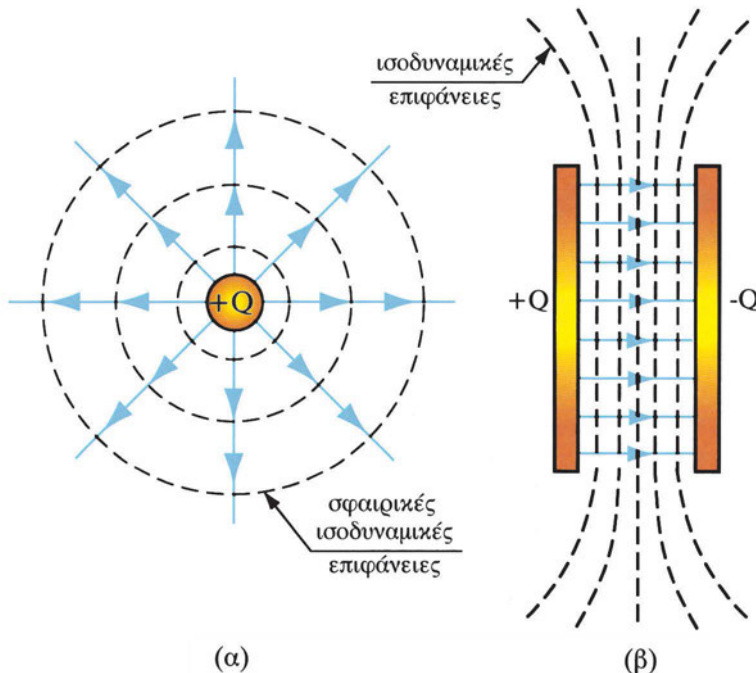 ισοδυναμικές
επιφάνειες
+Q
+Q
-Q
σφαιρικές
ισοδυναμικές
επιφάνειες
(α)
(β)